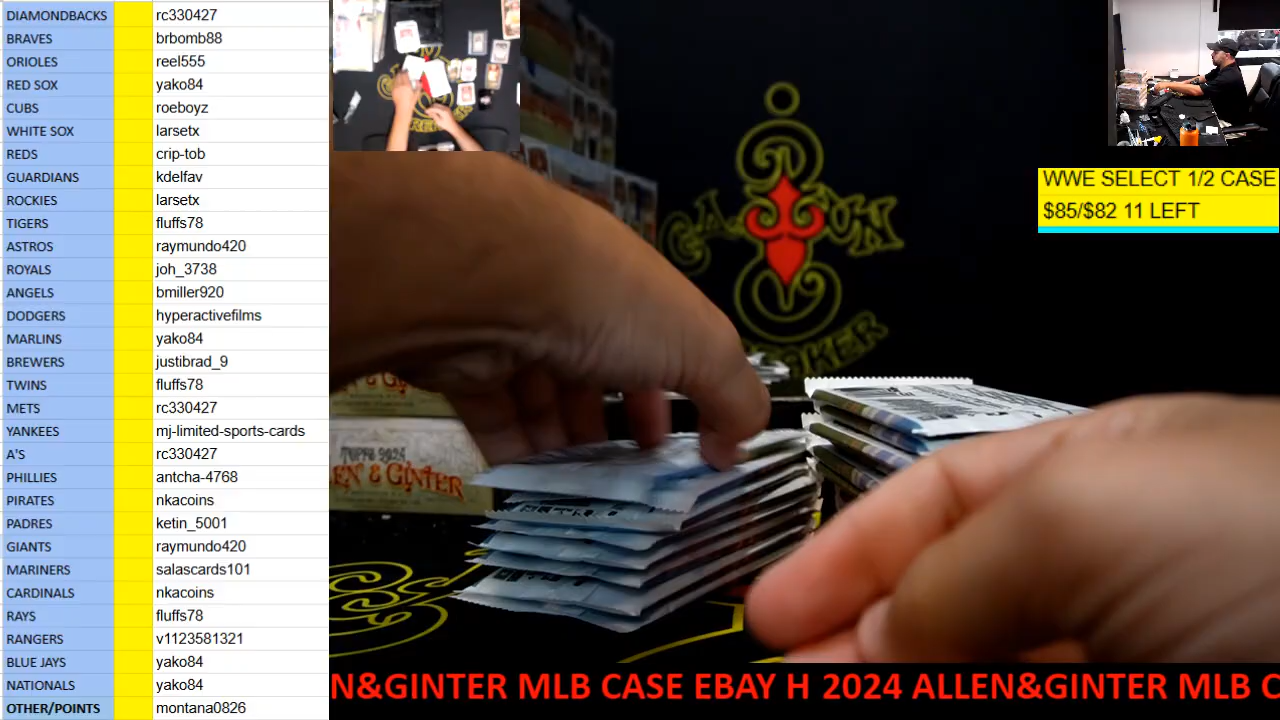 DIAMONDBACKS rc330427
BRAVES brbomb88
ORIOLES reel555
RED SOX yako84
CUBS roeboyz
WHITE SOX larsetx
REDS crip-tob
GUARDIANS kdelfav
ROCKIES larsetx
TIGERS fluffs78
ASTROS raymundo420
ROYALS joh_3738
ANGELS bmiller920
DODGERS hyperactivefilms
MARLINS yako84
BREWERS justibrad_9
TWINS fluffs78
METS rc330427
YANKEES mj-limited-sports-cards
A'S rc330427
PHILLIES antcha-4768
PIRATES nkacoins
PADRES ketin_5001
GIANTS raymundo420
MARINERS salascards101
CARDINALS nkacoins
RAYS fluffs78
RANGERS v1123581321
BLUE JAYS yako84
NATIONALS yako84
OTHER/POINTS montana0826
WWE SELECT 1/2 CASE
$85/$82 11 LEFT
TOPPS 2024
EN & GINTER
N&GINTER MLB CASE EBAY H 2024 ALLEN&GINTER MLB C